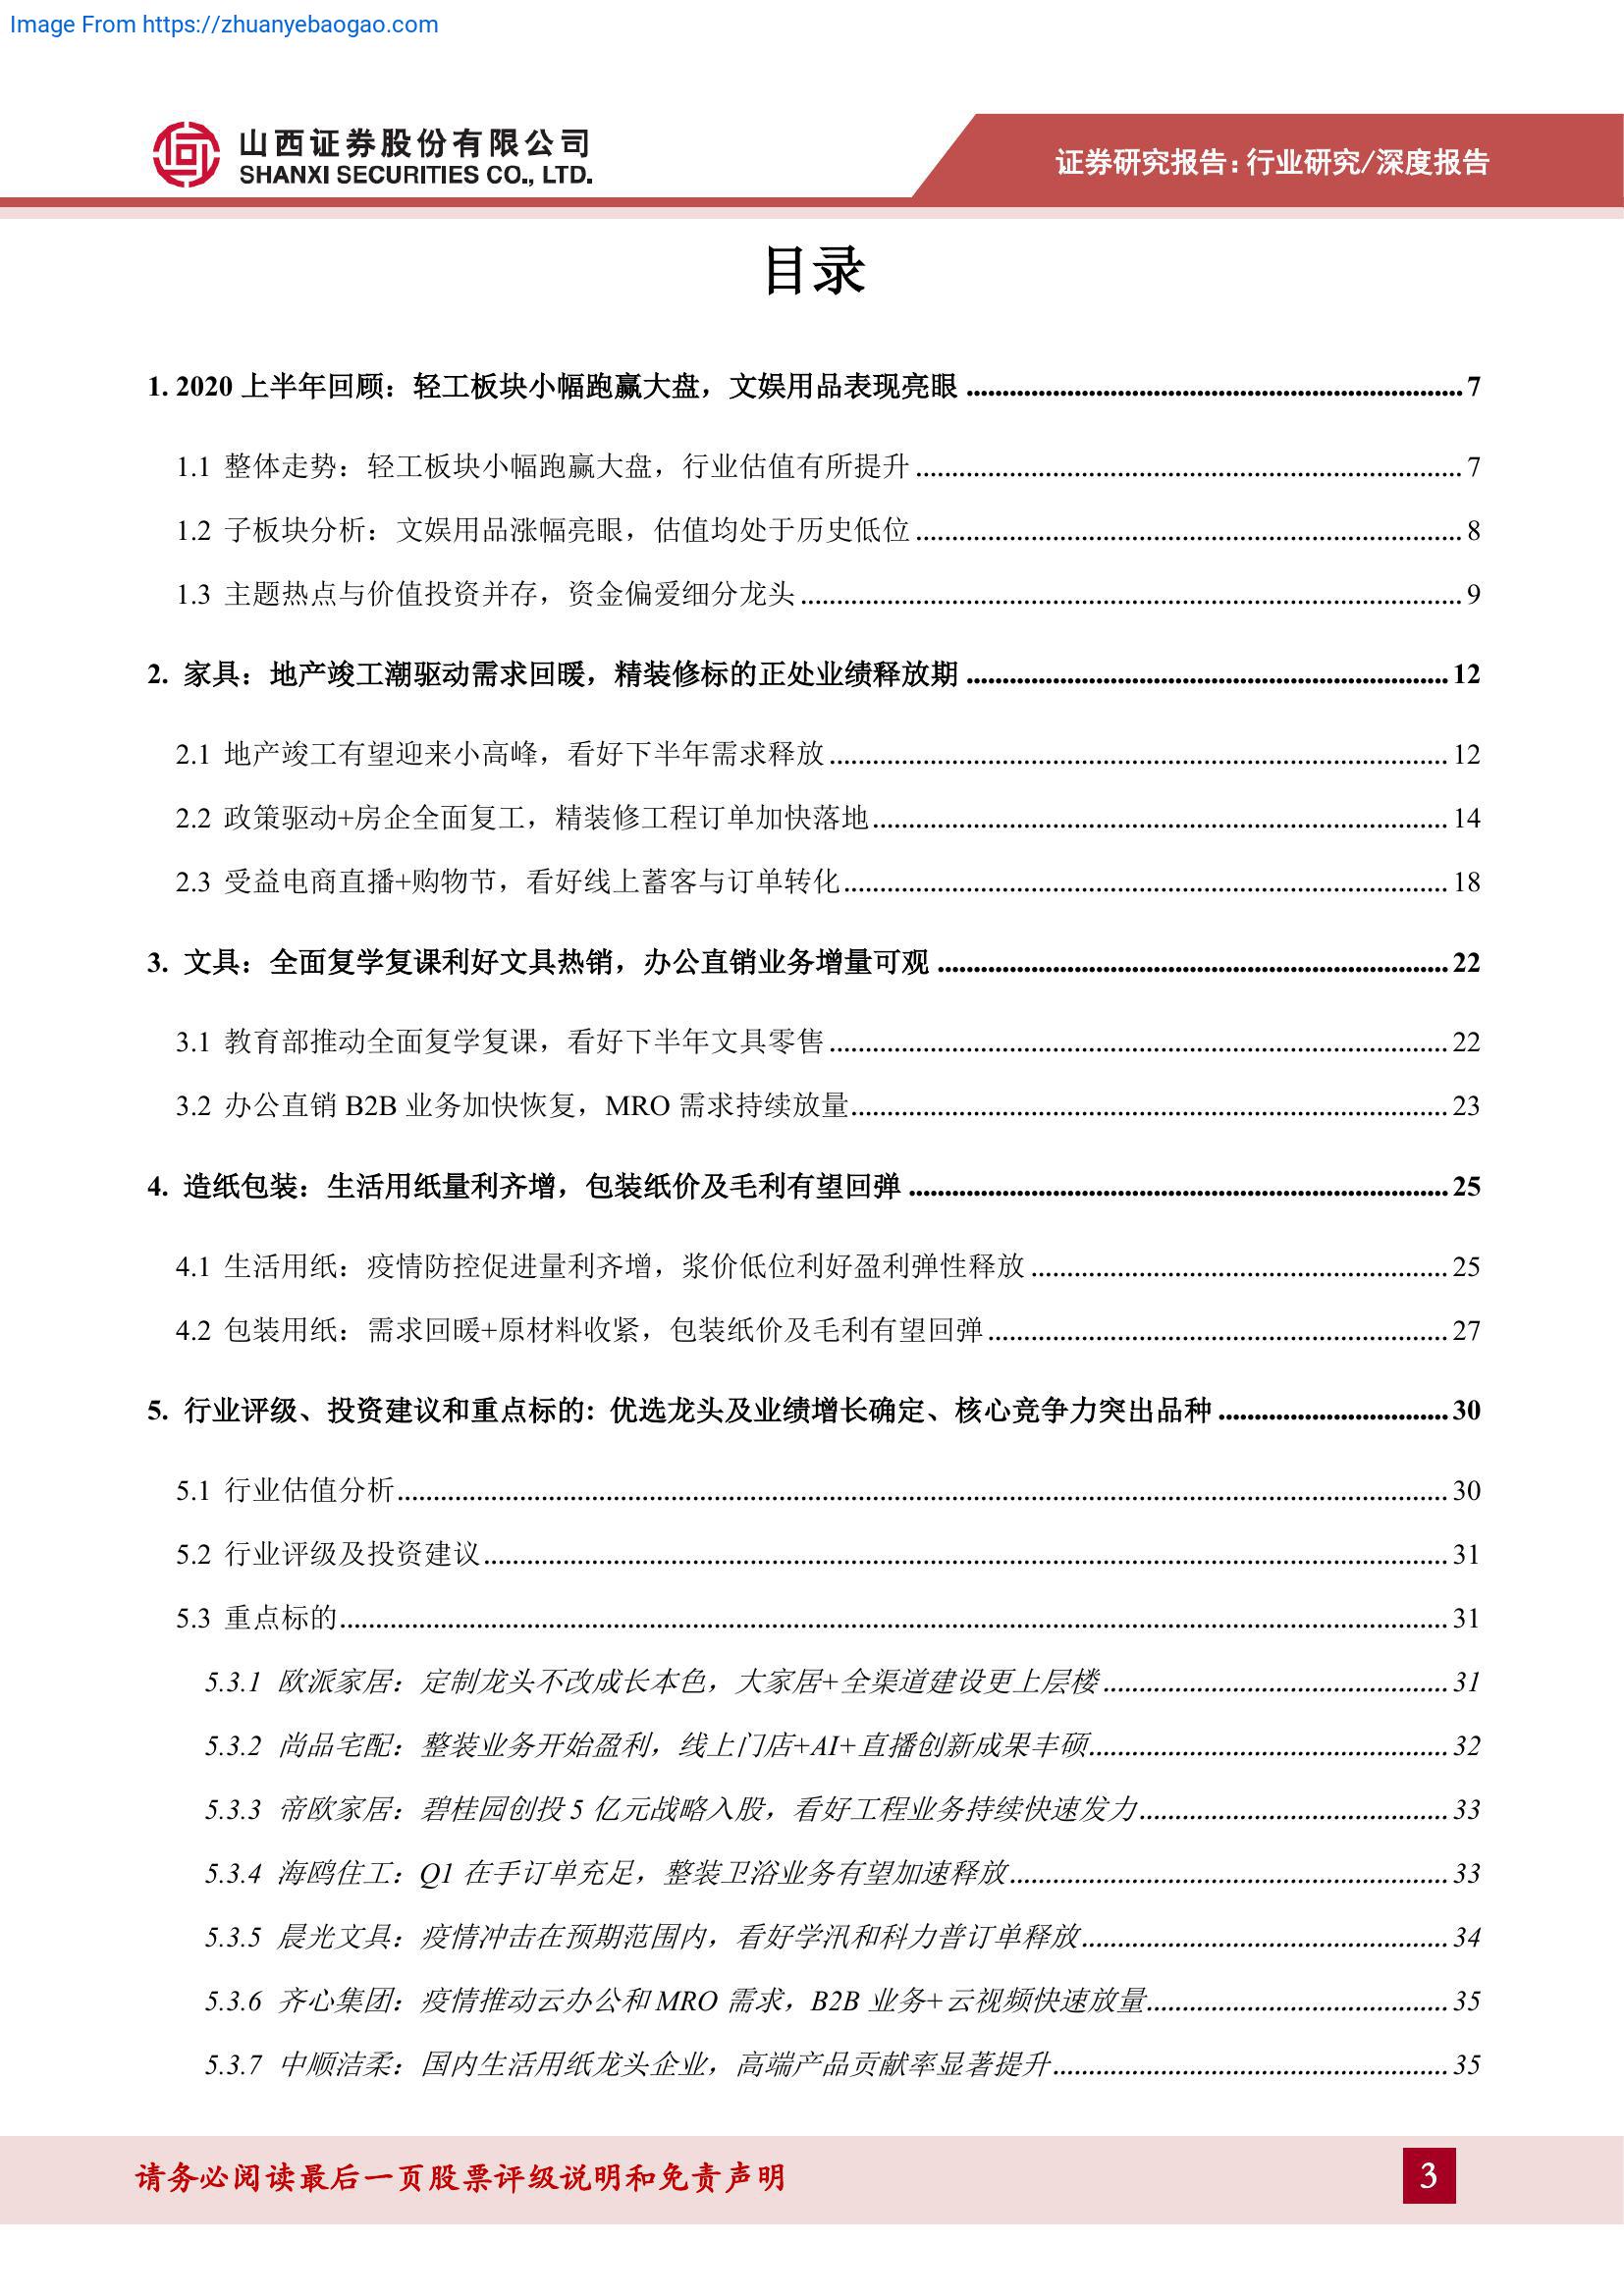 Image From https://zhuanyebaogao.com
山西证券股份有限公司
SHANXI SECURITIES CO., LTD.
证券研究报告:行业研究/深度报告
目录
1. 2020 上半年回顾：轻工板块小幅跑赢大盘，文娱用品表现亮眼 ........ 7
1.1 整体走势：轻工板块小幅跑赢大盘，行业估值有所提升 ........ 7
1.2 子板块分析：文娱用品涨幅亮眼，估值均处于历史低位 ........ 8
1.3 主题热点与价值投资并存，资金偏爱细分龙头 ........ 9
2. 家具：地产竣工潮驱动需求回暖，精装修标的正处业绩释放期 ........ 12
2.1 地产竣工有望迎来小高峰，看好下半年需求释放 ........ 12
2.2 政策驱动+房企全面复工，精装修工程订单加快落地 ........ 14
2.3 受益电商直播+购物节，看好线上蓄客与订单转化 ........ 18
3. 文具：全面复学复课利好文具热销，办公直销业务增量可观 ........ 22
3.1 教育部推动全面复学复课，看好下半年文具零售 ........ 22
3.2 办公直销 B2B 业务加快恢复，MRO 需求持续放量 ........ 23
4. 造纸包装：生活用纸量利齐增，包装纸价及毛利有望回弹 ........ 25
4.1 生活用纸：疫情防控促进量利齐增，浆价低位利好盈利弹性释放 ........ 25
4.2 包装用纸：需求回暖+原材料收紧，包装纸价及毛利有望回弹 ........ 27
5. 行业评级、投资建议和重点标的: 优选龙头及业绩增长确定、核心竞争力突出品种 ........ 30
5.1 行业估值分析 ........ 30
5.2 行业评级及投资建议 ........ 31
5.3 重点标的 ........ 31
5.3.1 欧派家居：定制龙头不改成长本色，大家居+全渠道建设更上层楼 ........ 31
5.3.2 尚品宅配：整装业务开始盈利，线上门店+AI+直播创新成果丰硕 ........ 32
5.3.3 帝欧家居：碧桂园创投 5 亿元战略入股，看好工程业务持续快速发力 ........ 33
5.3.4 海鸥住工：Q1 在手订单充足，整装卫浴业务有望加速释放 ........ 33
5.3.5 晨光文具：疫情冲击在预期范围内，看好学汛和科力普订单释放 ........ 34
5.3.6 齐心集团：疫情推动云办公和 MRO 需求，B2B 业务+云视频快速放量 ........ 35
5.3.7 中顺洁柔：国内生活用纸龙头企业，高端产品贡献率显著提升 ........ 35
请务必阅读最后一页股票评级说明和免责声明
3